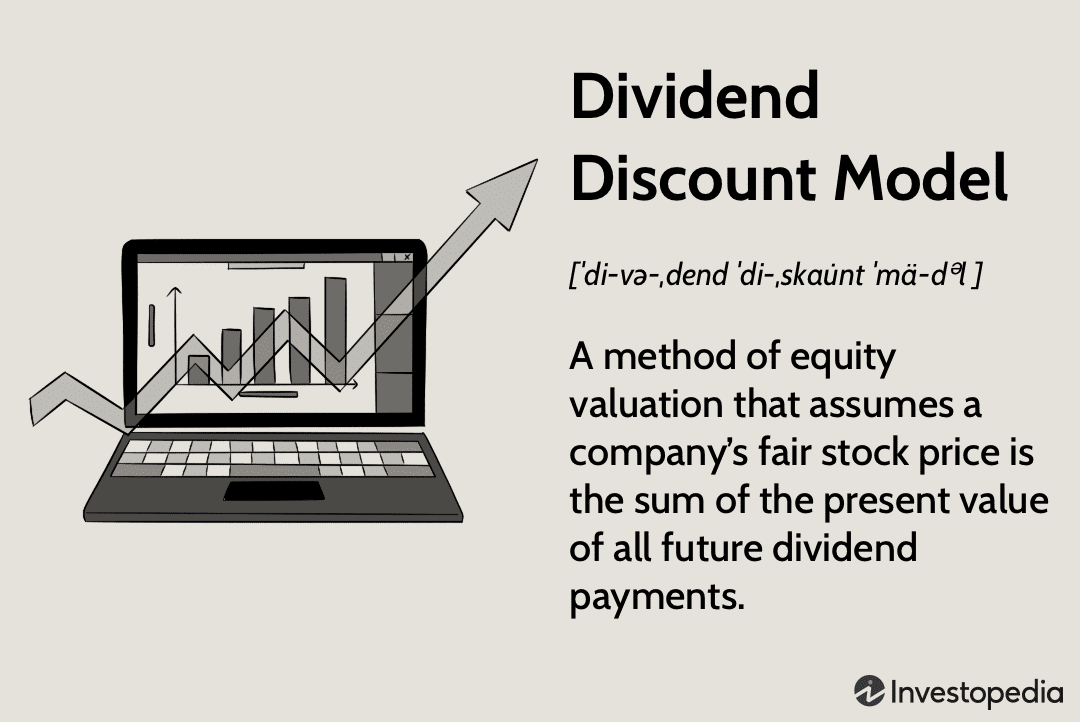 Dividend
Discount Model
[ˈdi-və-ˌdend ˈdi-ˌskau̇nt ˈmä-dᵊl ]
A method of equity
valuation that assumes a
company’s fair stock price is
the sum of the present value
of all future dividend
payments.
Investopedia